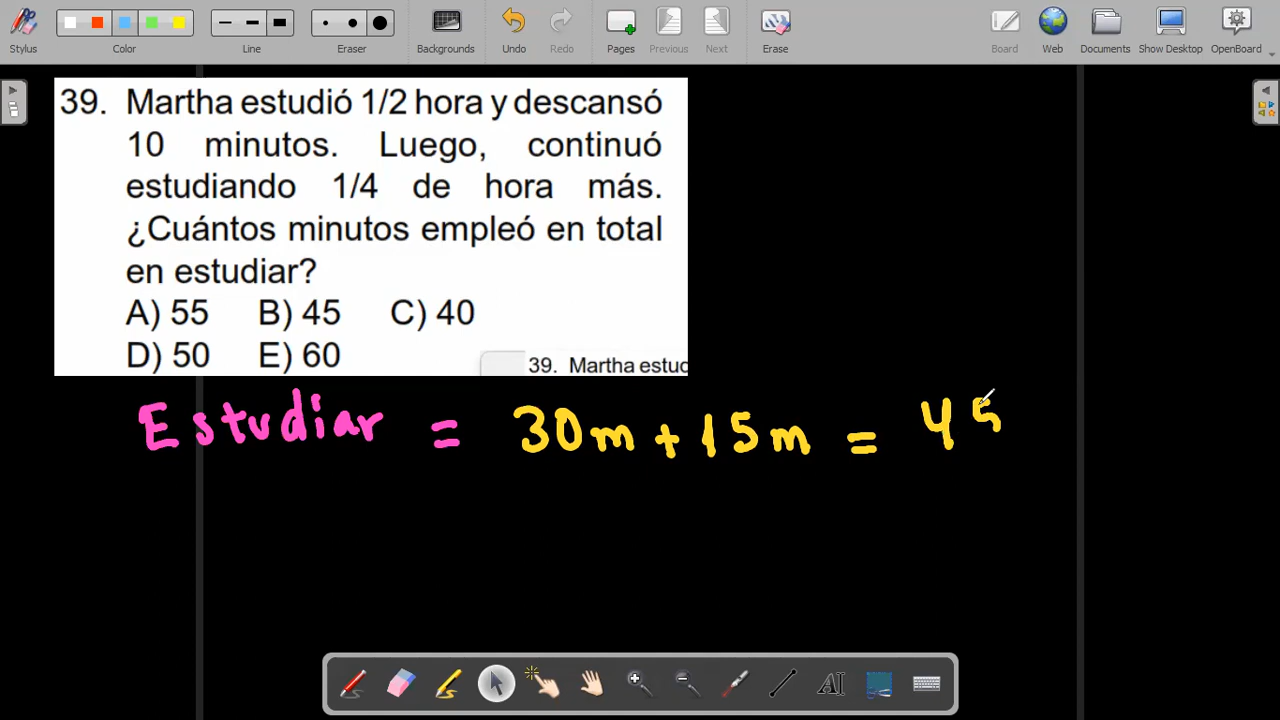 Stylus Color Line Eraser Backgrounds Undo Redo Pages Previous Next Erase Board Web Documents Show Desktop OpenBoard
39. Martha estudió 1/2 hora y descansó
10 minutos. Luego, continuó
estudiando 1/4 de hora más.
¿Cuántos minutos empleó en total
en estudiar?
A) 55 B) 45 C) 40
D) 50 E) 60
39. Martha estuc
Estudiar = 30m + 15m = 45
AI